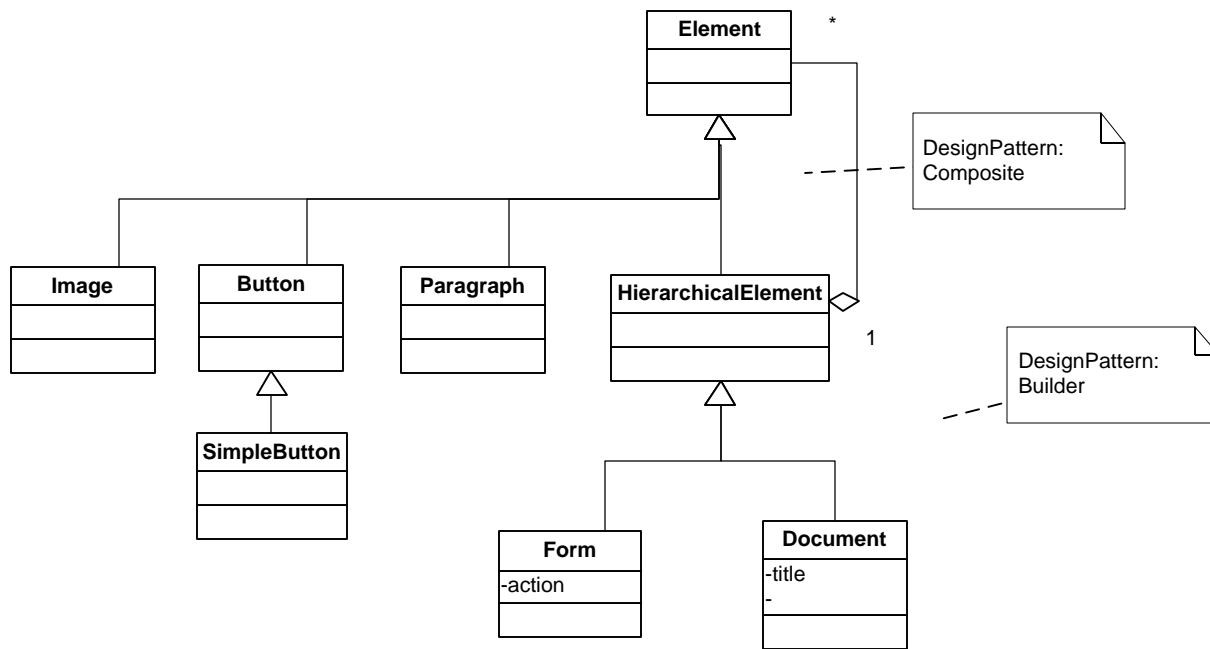 Element
*
DesignPattern:
Composite
Image
Button
Paragraph
HierarchicalElement
1
DesignPattern:
Builder
SimpleButton
Form
-action
Document
-title
-